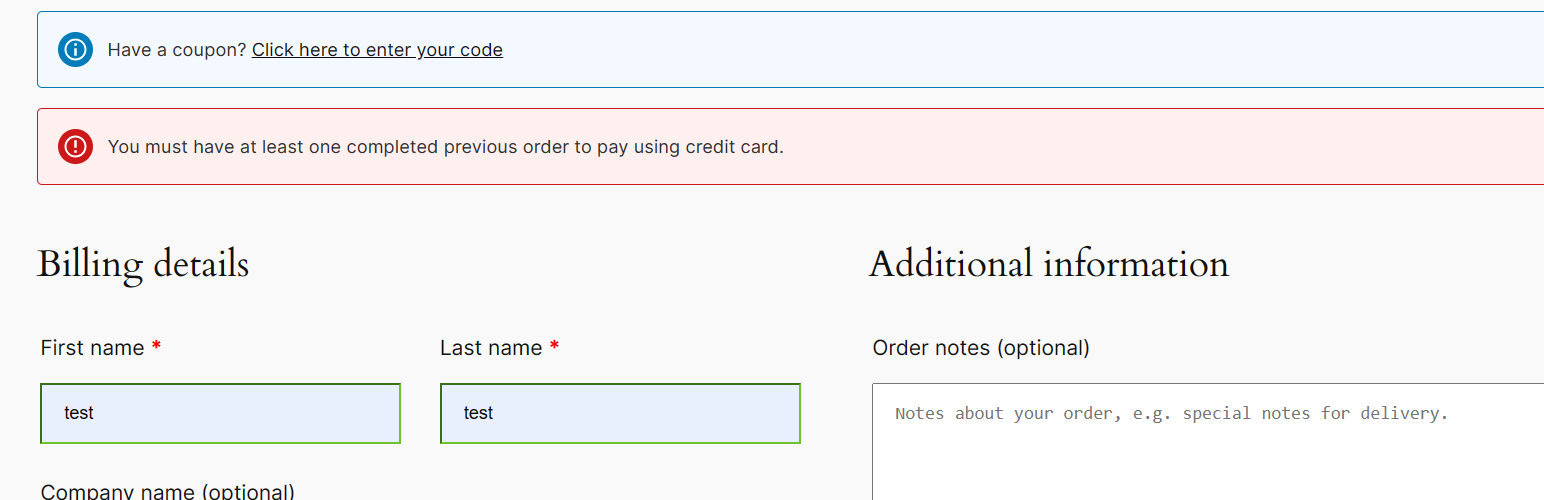 Have a coupon? Click here to enter your code
You must have at least one completed previous order to pay using credit card.
Billing details
First name *
Last name *
test
test
Company name (optional)
Additional information
Order notes (optional)
Notes about your order, e.g. special notes for delivery.